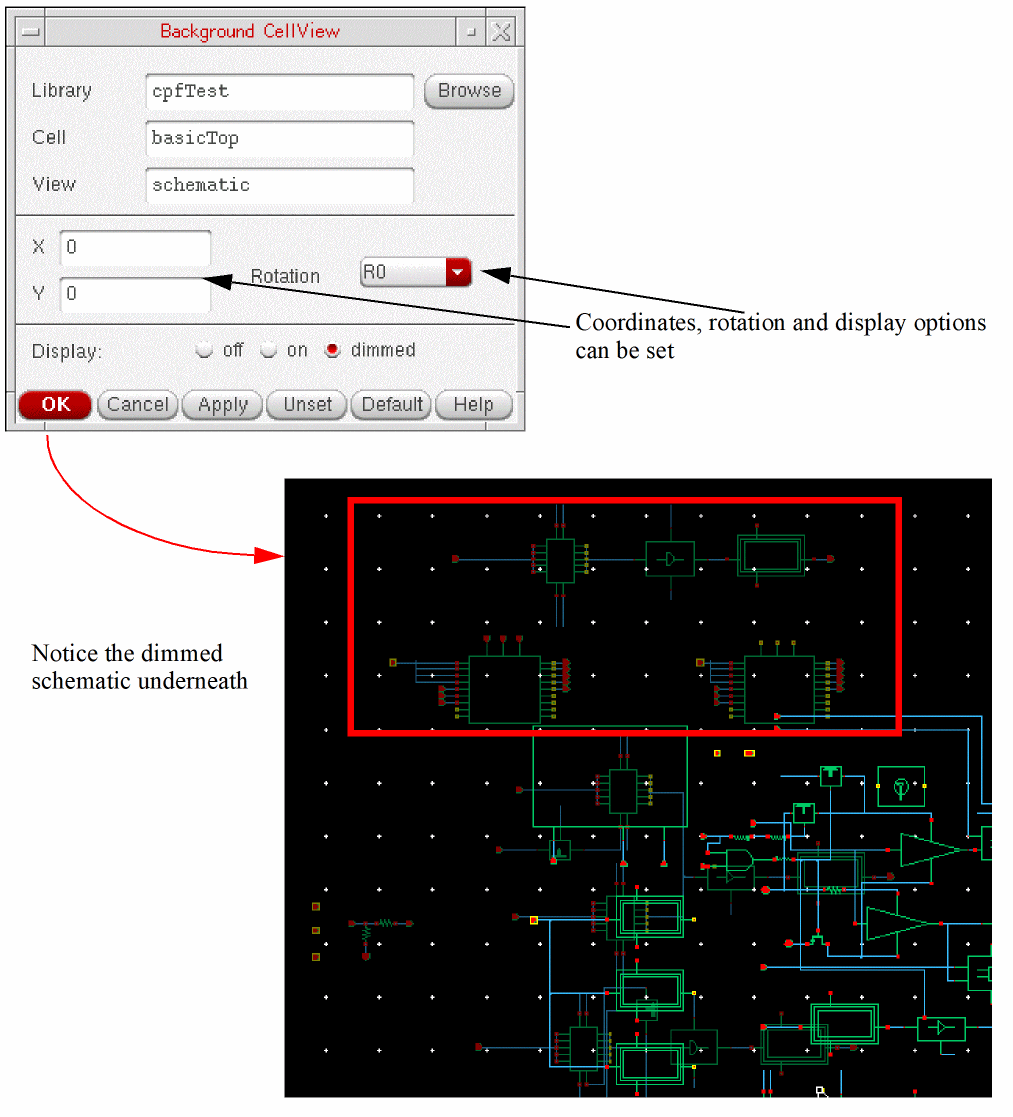 Background CellView
Library cpfTest Browse
Cell basicTop
View schematic
X 0
Rotation R0
Y 0
Coordinates, rotation and display options
can be set
Display: off on dimmed
OK Cancel Apply Unset Default Help
Notice the dimmed
schematic underneath